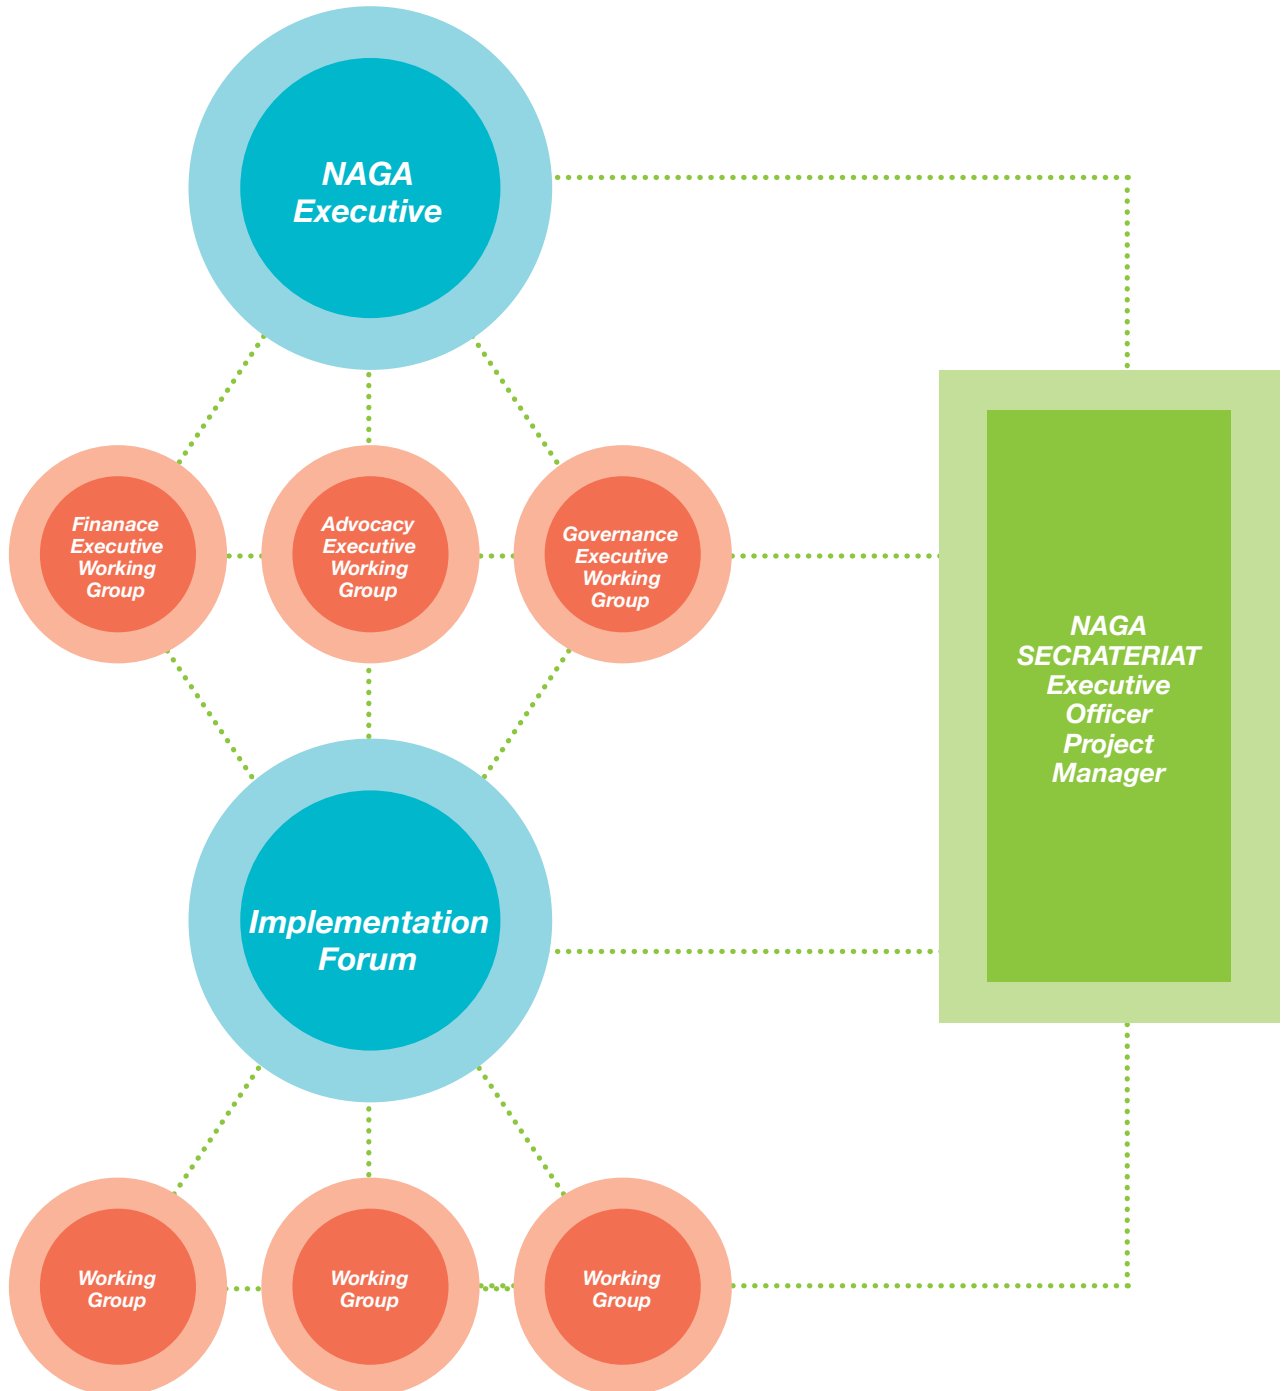 NAGA
Executive
Finanace
Executive
Working
Group
Advocacy
Executive
Working
Group
Governance
Executive
Working
Group
NAGA
SECRATERIAT
Executive
Officer
Project
Manager
Implementation
Forum
Working
Group
Working
Group
Working
Group